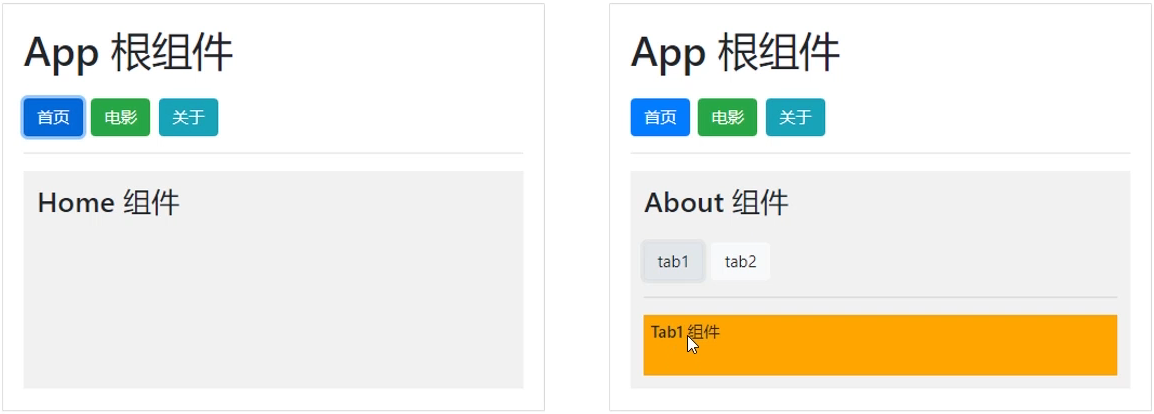 App 根组件
首页 电影 关于
Home 组件
App 根组件
首页 电影 关于
About 组件
tab1 tab2
Tab1 组件